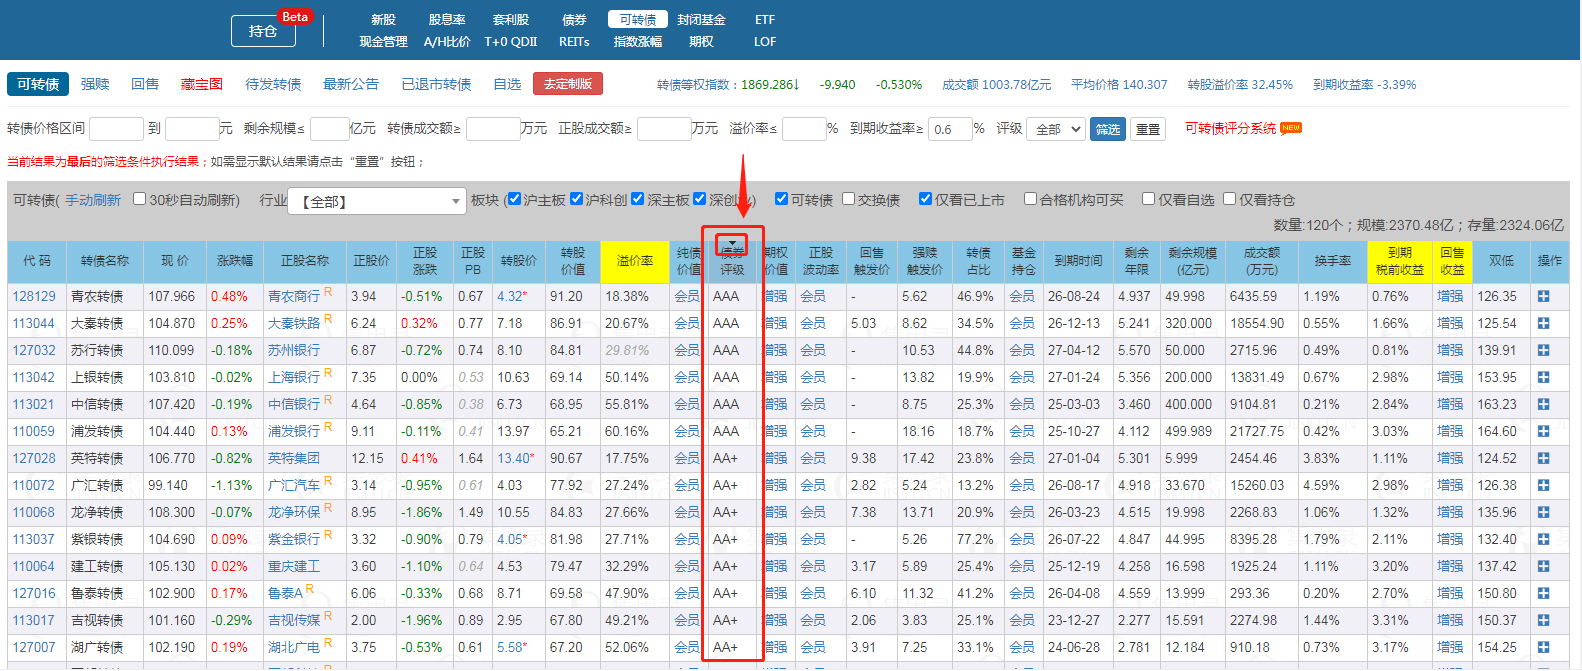 持仓 Beta
新股 股息率 套利股 债券 可转债 封闭基金 ETF
现金管理 A/H比价 T+0 QDII REITs 指数涨幅 期权 LOF
可转债 强赎 回售 藏宝图 待发转债 最新公告 已退市转债 自选 去定制版 转债等权指数：1869.286↓ -9.940 -0.530% 成交额 1003.78亿元 平均价格 140.307 转股溢价率 32.45% 到期收益率 -3.39%
转债价格区间 到 元 剩余规模≤ 亿元 转债成交额≥ 万元 正股成交额≥ 万元 溢价率≤ % 到期收益率≥ 0.6 % 评级 全部 筛选 重置 可转债评分系统 NEW
当前结果为最后的筛选条件执行结果；如需显示默认结果请点击“重置”按钮；
可转债( 手动刷新 30秒自动刷新) 行业 【全部】 板块 (沪主板 沪科创 深主板 深创 ) 可转债 交换债 仅看已上市 合格机构可买 仅看自选 仅看持仓
数量:120个；规模:2370.48亿；存量:2324.06亿
代 码 转债名称 现 价 涨跌幅 正股名称 正股价 正股涨跌 正股PB 转股价 转股价值 溢价率 纯债价值 债券评级 期权价值 正股波动率 回售触发价 强赎触发价 转债占比 基金持仓 到期时间 剩余年限 剩余规模(亿元) 成交额(万元) 换手率 到期税前收益 回售收益 双低 操作
128129 青农转债 107.966 0.48% 青农商行 R 3.94 -0.51% 0.67 4.32* 91.20 18.38% 会员 AAA 增强 会员 - 5.62 46.9% 会员 26-08-24 4.937 49.998 6435.59 1.19% 0.76% 增强 126.35
113044 大秦转债 104.870 0.25% 大秦铁路 R 6.24 0.32% 0.77 7.18 86.91 20.67% 会员 AAA 增强 会员 5.03 8.62 34.5% 会员 26-12-13 5.241 320.000 18554.90 0.55% 1.66% 增强 125.54
127032 苏行转债 110.099 -0.18% 苏州银行 6.87 -0.72% 0.74 8.10 84.81 29.81% 会员 AAA 增强 会员 - 10.53 44.8% 会员 27-04-12 5.570 50.000 2715.96 0.49% 0.81% 增强 139.91
113042 上银转债 103.810 -0.02% 上海银行 R 7.35 0.00% 0.53 10.63 69.14 50.14% 会员 AAA 增强 会员 - 13.82 19.9% 会员 27-01-24 5.356 200.000 13831.49 0.67% 2.98% 增强 153.95
113021 中信转债 107.420 -0.19% 中信银行 R 4.64 -0.85% 0.38 6.73 68.95 55.81% 会员 AAA 增强 会员 - 8.75 25.3% 会员 25-03-03 3.460 400.000 9104.81 0.21% 2.84% 增强 163.23
110059 浦发转债 104.440 0.13% 浦发银行 R 9.11 -0.11% 0.41 13.97 65.21 60.16% 会员 AAA 增强 会员 - 18.16 18.7% 会员 25-10-27 4.112 499.989 21727.75 0.42% 3.03% 增强 164.60
127028 英特转债 106.770 -0.82% 英特集团 12.15 0.41% 1.64 13.40* 90.67 17.75% 会员 AA+ 增强 会员 9.38 17.42 23.8% 会员 27-01-04 5.301 5.999 2454.46 3.83% 1.11% 增强 124.52
110072 广汇转债 99.140 -1.13% 广汇汽车 R 3.14 -0.95% 0.61 4.03 77.92 27.24% 会员 AA+ 增强 会员 2.82 5.24 13.2% 会员 26-08-17 4.918 33.670 15260.03 4.59% 2.98% 增强 126.38
110068 龙净转债 108.300 -0.07% 龙净环保 R 8.95 -1.86% 1.49 10.55 84.83 27.66% 会员 AA+ 增强 会员 7.38 13.71 20.9% 会员 26-03-23 4.515 19.998 2268.83 1.06% 1.32% 增强 135.96
113037 紫银转债 104.690 0.09% 紫金银行 R 3.32 -0.90% 0.79 4.05* 81.98 27.71% 会员 AA+ 增强 会员 - 5.26 77.2% 会员 26-07-22 4.847 44.995 8395.28 1.79% 2.11% 增强 132.40
110064 建工转债 105.130 0.02% 重庆建工 3.60 -1.10% 0.64 4.53 79.47 32.29% 会员 AA+ 增强 会员 3.17 5.89 25.4% 会员 25-12-19 4.258 16.598 1925.24 1.11% 3.20% 增强 137.42
127016 鲁泰转债 102.900 0.17% 鲁泰A R 6.06 -0.33% 0.68 8.71 69.58 47.90% 会员 AA+ 增强 会员 6.10 11.32 41.2% 会员 26-04-08 4.559 13.999 293.36 0.20% 2.70% 增强 150.80
113017 吉视转债 101.160 -0.29% 吉视传媒 R 2.00 -1.96% 0.89 2.95 67.80 49.21% 会员 AA+ 增强 会员 2.06 3.83 25.1% 会员 23-12-27 2.277 15.591 2274.98 1.44% 3.31% 增强 150.37
127007 湖广转债 102.190 0.19% 湖北广电 R 3.75 -0.53% 0.61 5.58* 67.20 52.06% 会员 AA+ 增强 会员 3.91 7.25 33.1% 会员 24-06-28 2.781 12.184 910.18 0.73% 3.17% 增强 154.25